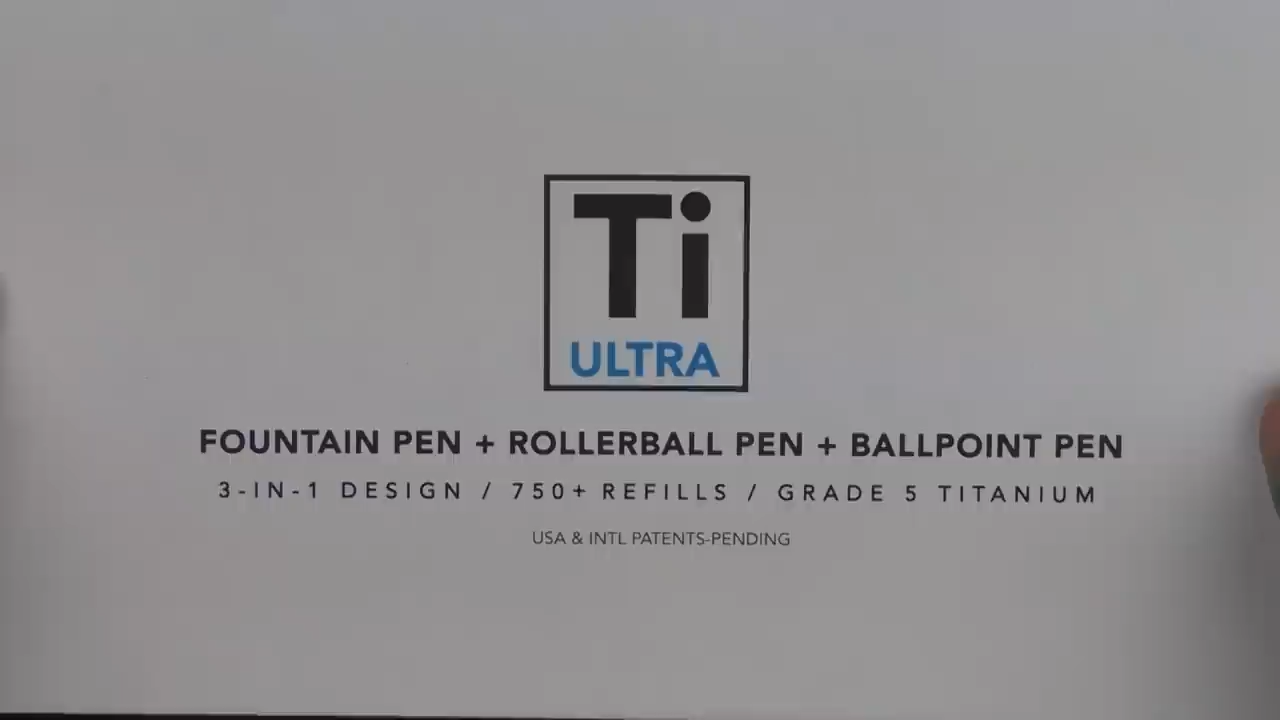 Ti
ULTRA
FOUNTAIN PEN + ROLLERBALL PEN + BALLPOINT PEN
3-IN-1 DESIGN / 750+ REFILLS / GRADE 5 TITANIUM
USA & INTL PATENTS-PENDING